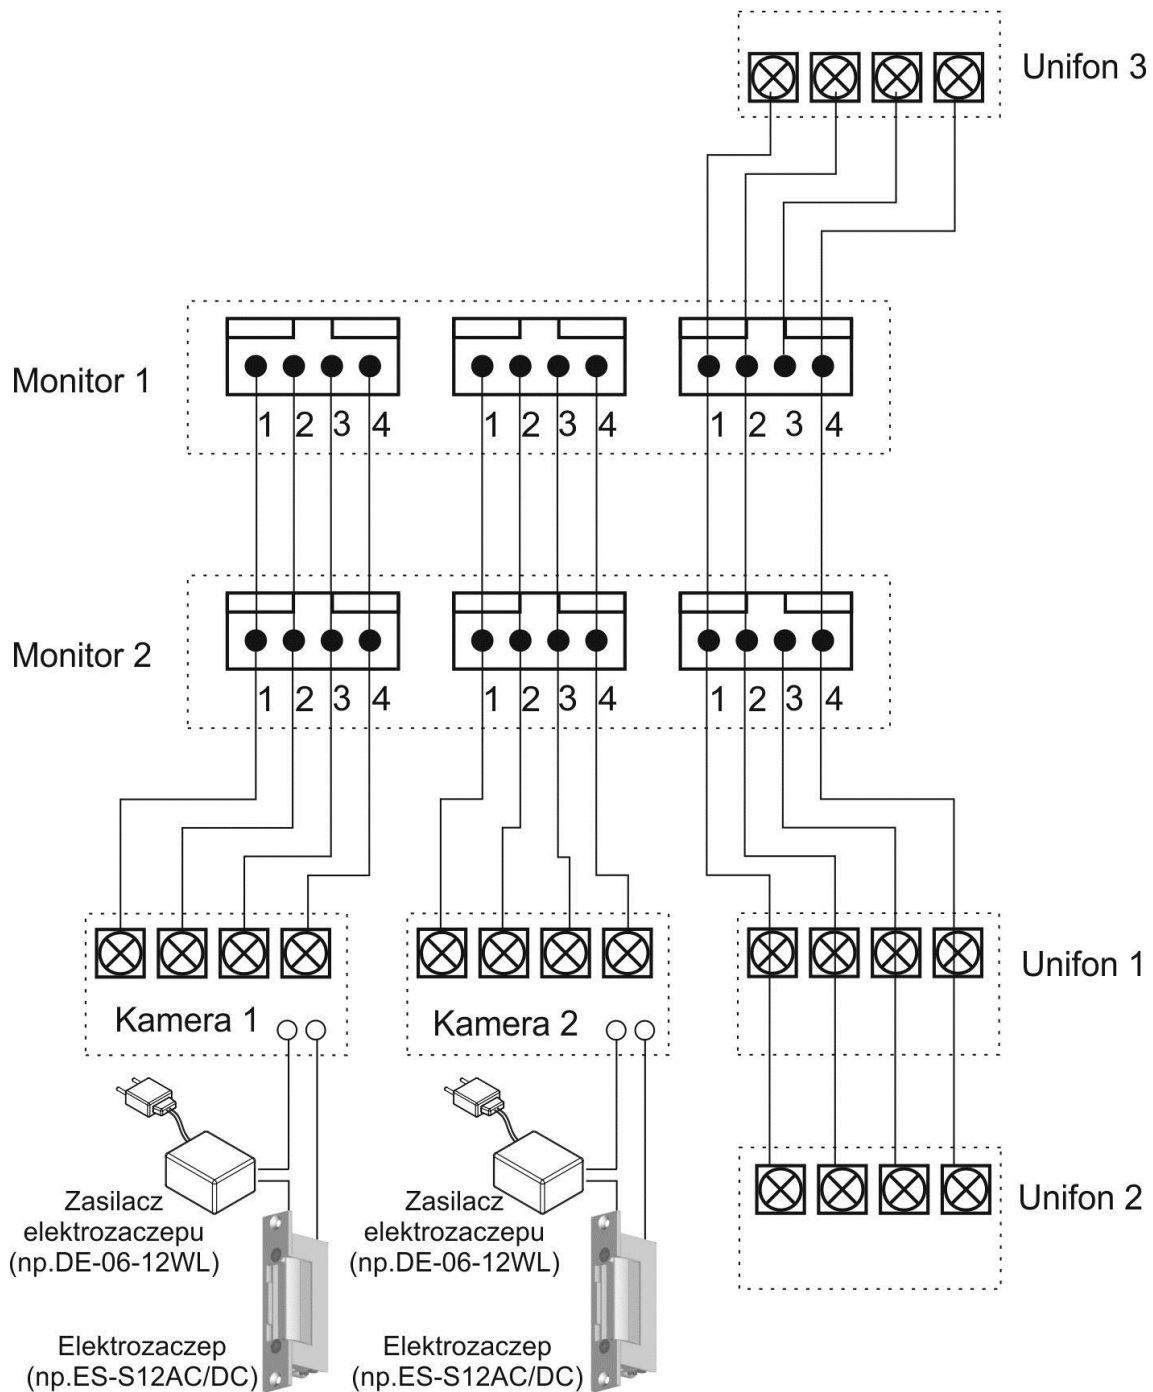 Unifon 3
Monitor 1
1 2 3 4 1 2 3 4 1 2 3 4
Monitor 2
1 2 3 4 1 2 3 4 1 2 3 4
Unifon 1
Kamera 1
Kamera 2
Unifon 2
Zasilacz
elektrozaczepu
(np.DE-06-12WL)
Zasilacz
elektrozaczepu
(np.DE-06-12WL)
Elektrozaczep
(np.ES-S12AC/DC)
Elektrozaczep
(np.ES-S12AC/DC)